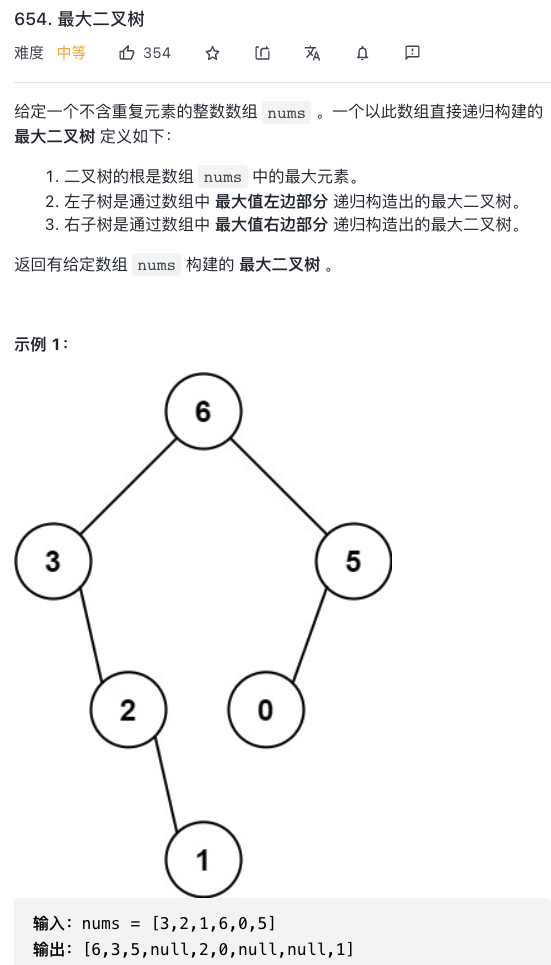 654. 最大二叉树
难度 中等 354
给定一个不含重复元素的整数数组 nums 。一个以此数组直接递归构建的
最大二叉树 定义如下：
1. 二叉树的根是数组 nums 中的最大元素。
2. 左子树是通过数组中 最大值左边部分 递归构造出的最大二叉树。
3. 右子树是通过数组中 最大值右边部分 递归构造出的最大二叉树。
返回有给定数组 nums 构建的 最大二叉树 。
示例 1：
6
3 5
2 0
1
输入：nums = [3,2,1,6,0,5]
输出：[6,3,5,null,2,0,null,null,1]